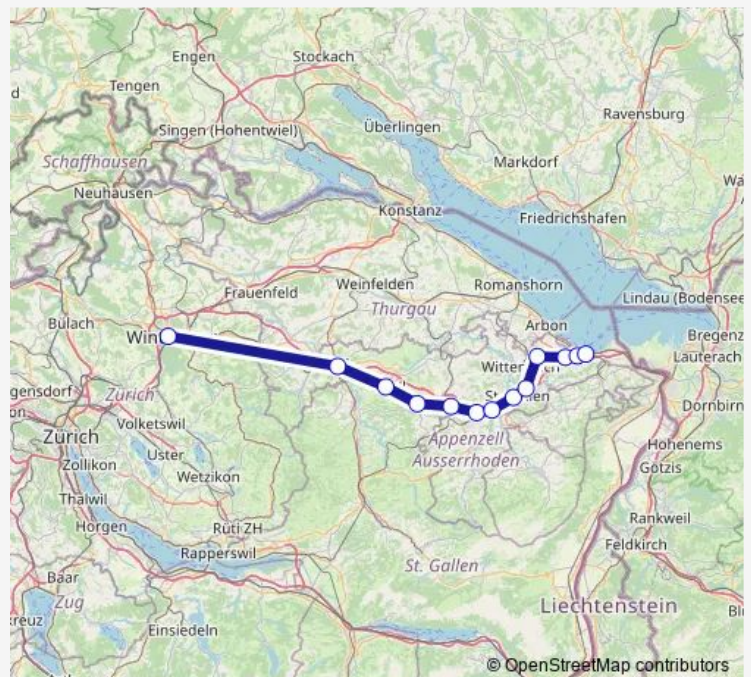 Engen
Stockach
Tengen
Ravensburg
Überlingen
Singen (Hohentwiel)
Schaffhausen
Markdorf
Neuhausen
Konstanz
Friedrichshafen
Weinfelden
Romanshorn
Frauenfeld
Lindau (Bodensee
Thurgau
Bülach
Arbon
Win
Bregenz
Lauterach
Zürich
Dornbirn
Volketswil
Zürich
Appenzell
Ausserrhoden
Uster
Hohenems
Zollikon
Wetzikon
Götzis
Thalwil
Horgen
Rüti ZH
Rankweil
Rapperswil
Feldkirch
St. Gallen
Baar
Zug
Liechtenstein
Einsiedeln
© OpenStreetMap contributors